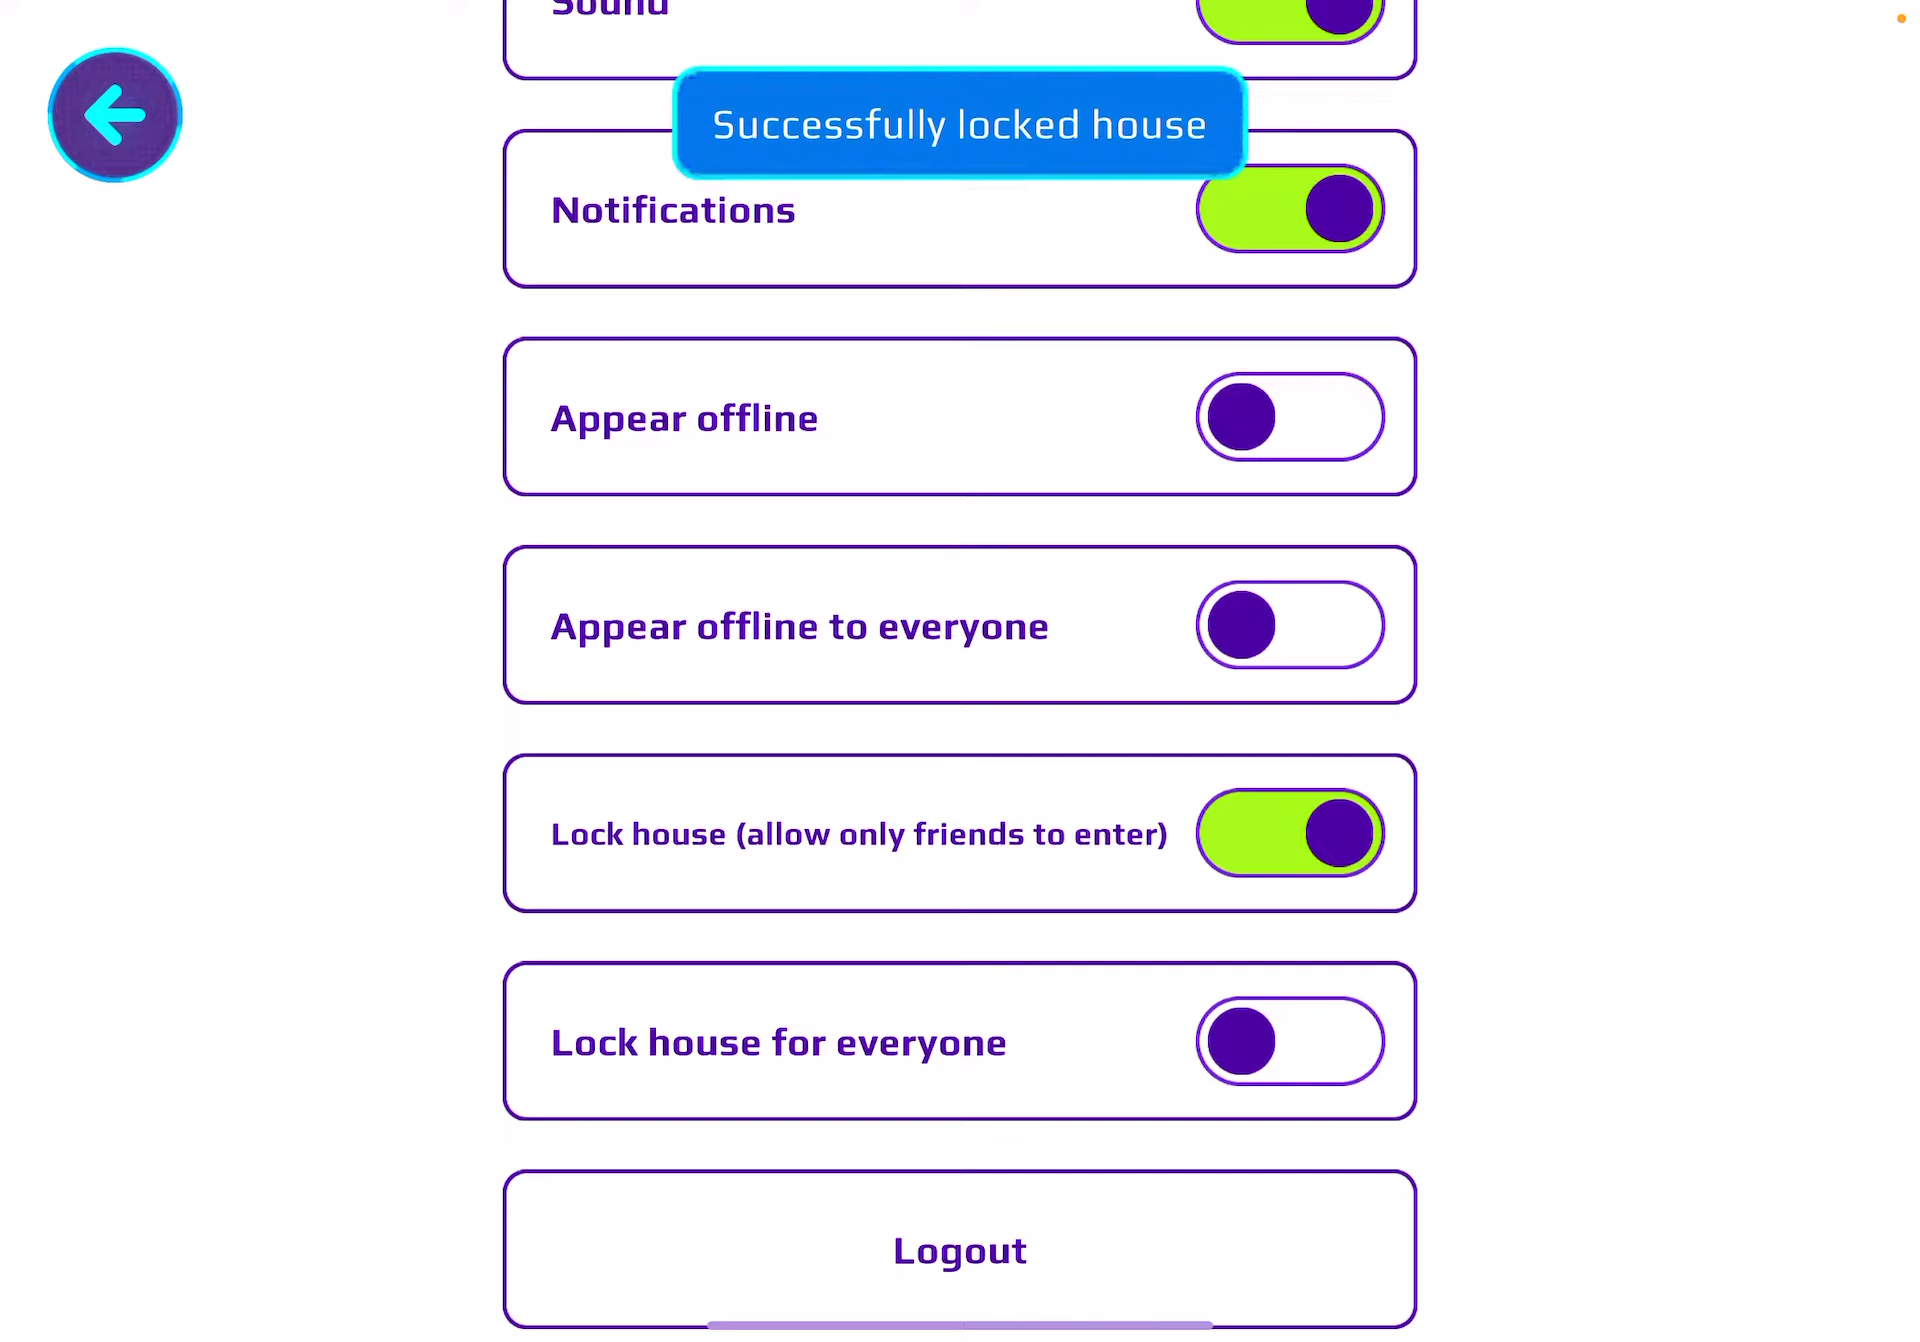 Sound
Successfully locked house
Notifications
Appear offline
Appear offline to everyone
Lock house (allow only friends to enter)
Lock house for everyone
Logout